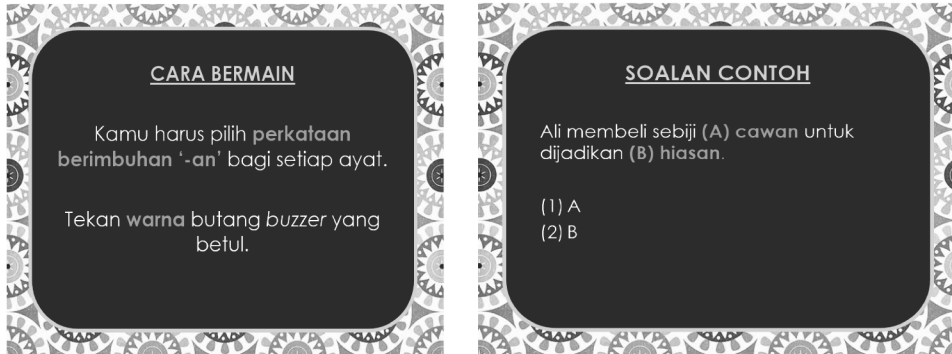 CARA BERMAIN
Kamu harus pilih perkataan
berimbuhan ‘-an’ bagi setiap ayat.
Tekan warna butang buzzer yang
betul.
SOALAN CONTOH
Ali membeli sebiji (A) cawan untuk
dijadikan (B) hiasan.
(1) A
(2) B